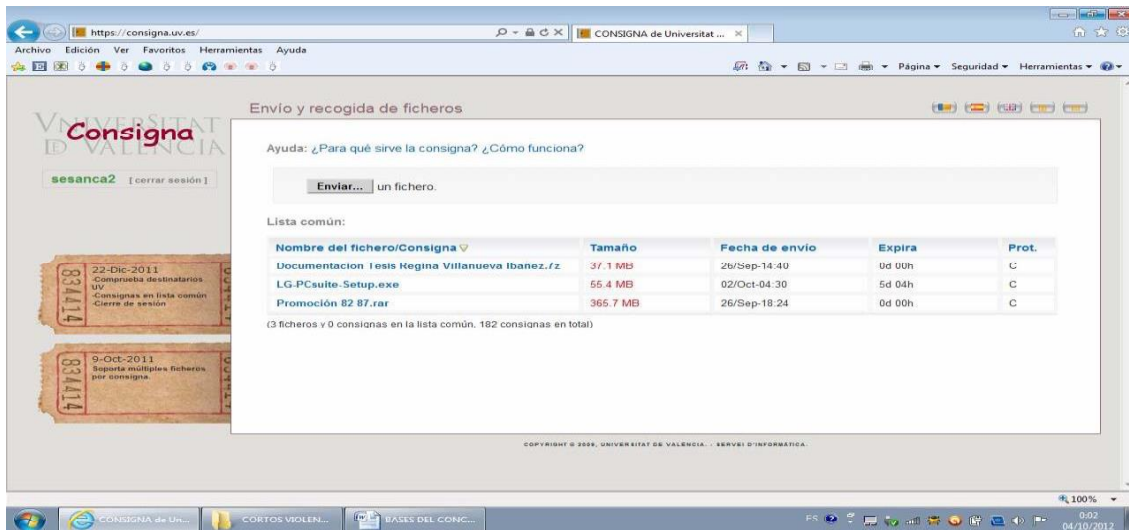 https://consigna.uv.es/
CONSIGNA de Universitat ...
Archivo Edición Ver Favoritos Herramientas Ayuda
Página Seguridad Herramientas
Envío y recogida de ficheros
VNIVERSITAT
Consigna
ID VALÈNCIA
Ayuda: ¿Para qué sirve la consigna? ¿Cómo funciona?
sesanca2 [cerrar sesión]
Enviar... un fichero.
Lista común:
Nombre del fichero/Consigna Tamaño Fecha de envío Expira Prot.
Documentacion Tesis Regina Villanueva Ibanez.7z 37.1 MB 26/Sep-14:40 0d 00h C
LG-PCsuite-Setup.exe 55.4 MB 02/Oct-04:30 5d 04h C
Promoción 82 87.rar 365.7 MB 26/Sep-18:24 0d 00h C
(3 ficheros y 0 consignas en la lista común, 182 consignas en total)
834414
22-Dic-2011
-Comprueba destinatarios
UV
-Consignas en lista común
-Cierre de sesión
834414
9-Oct-2011
Soporta múltiples ficheros
por consigna.
COPYRIGHT © 2009, UNIVERSITAT DE VALÈNCIA. - SERVEI D'INFORMÀTICA.
100%
CONSIGNA de Un... CORTOS VIOLEN... BASES DEL CONC...
ES 0:02
04/10/2012